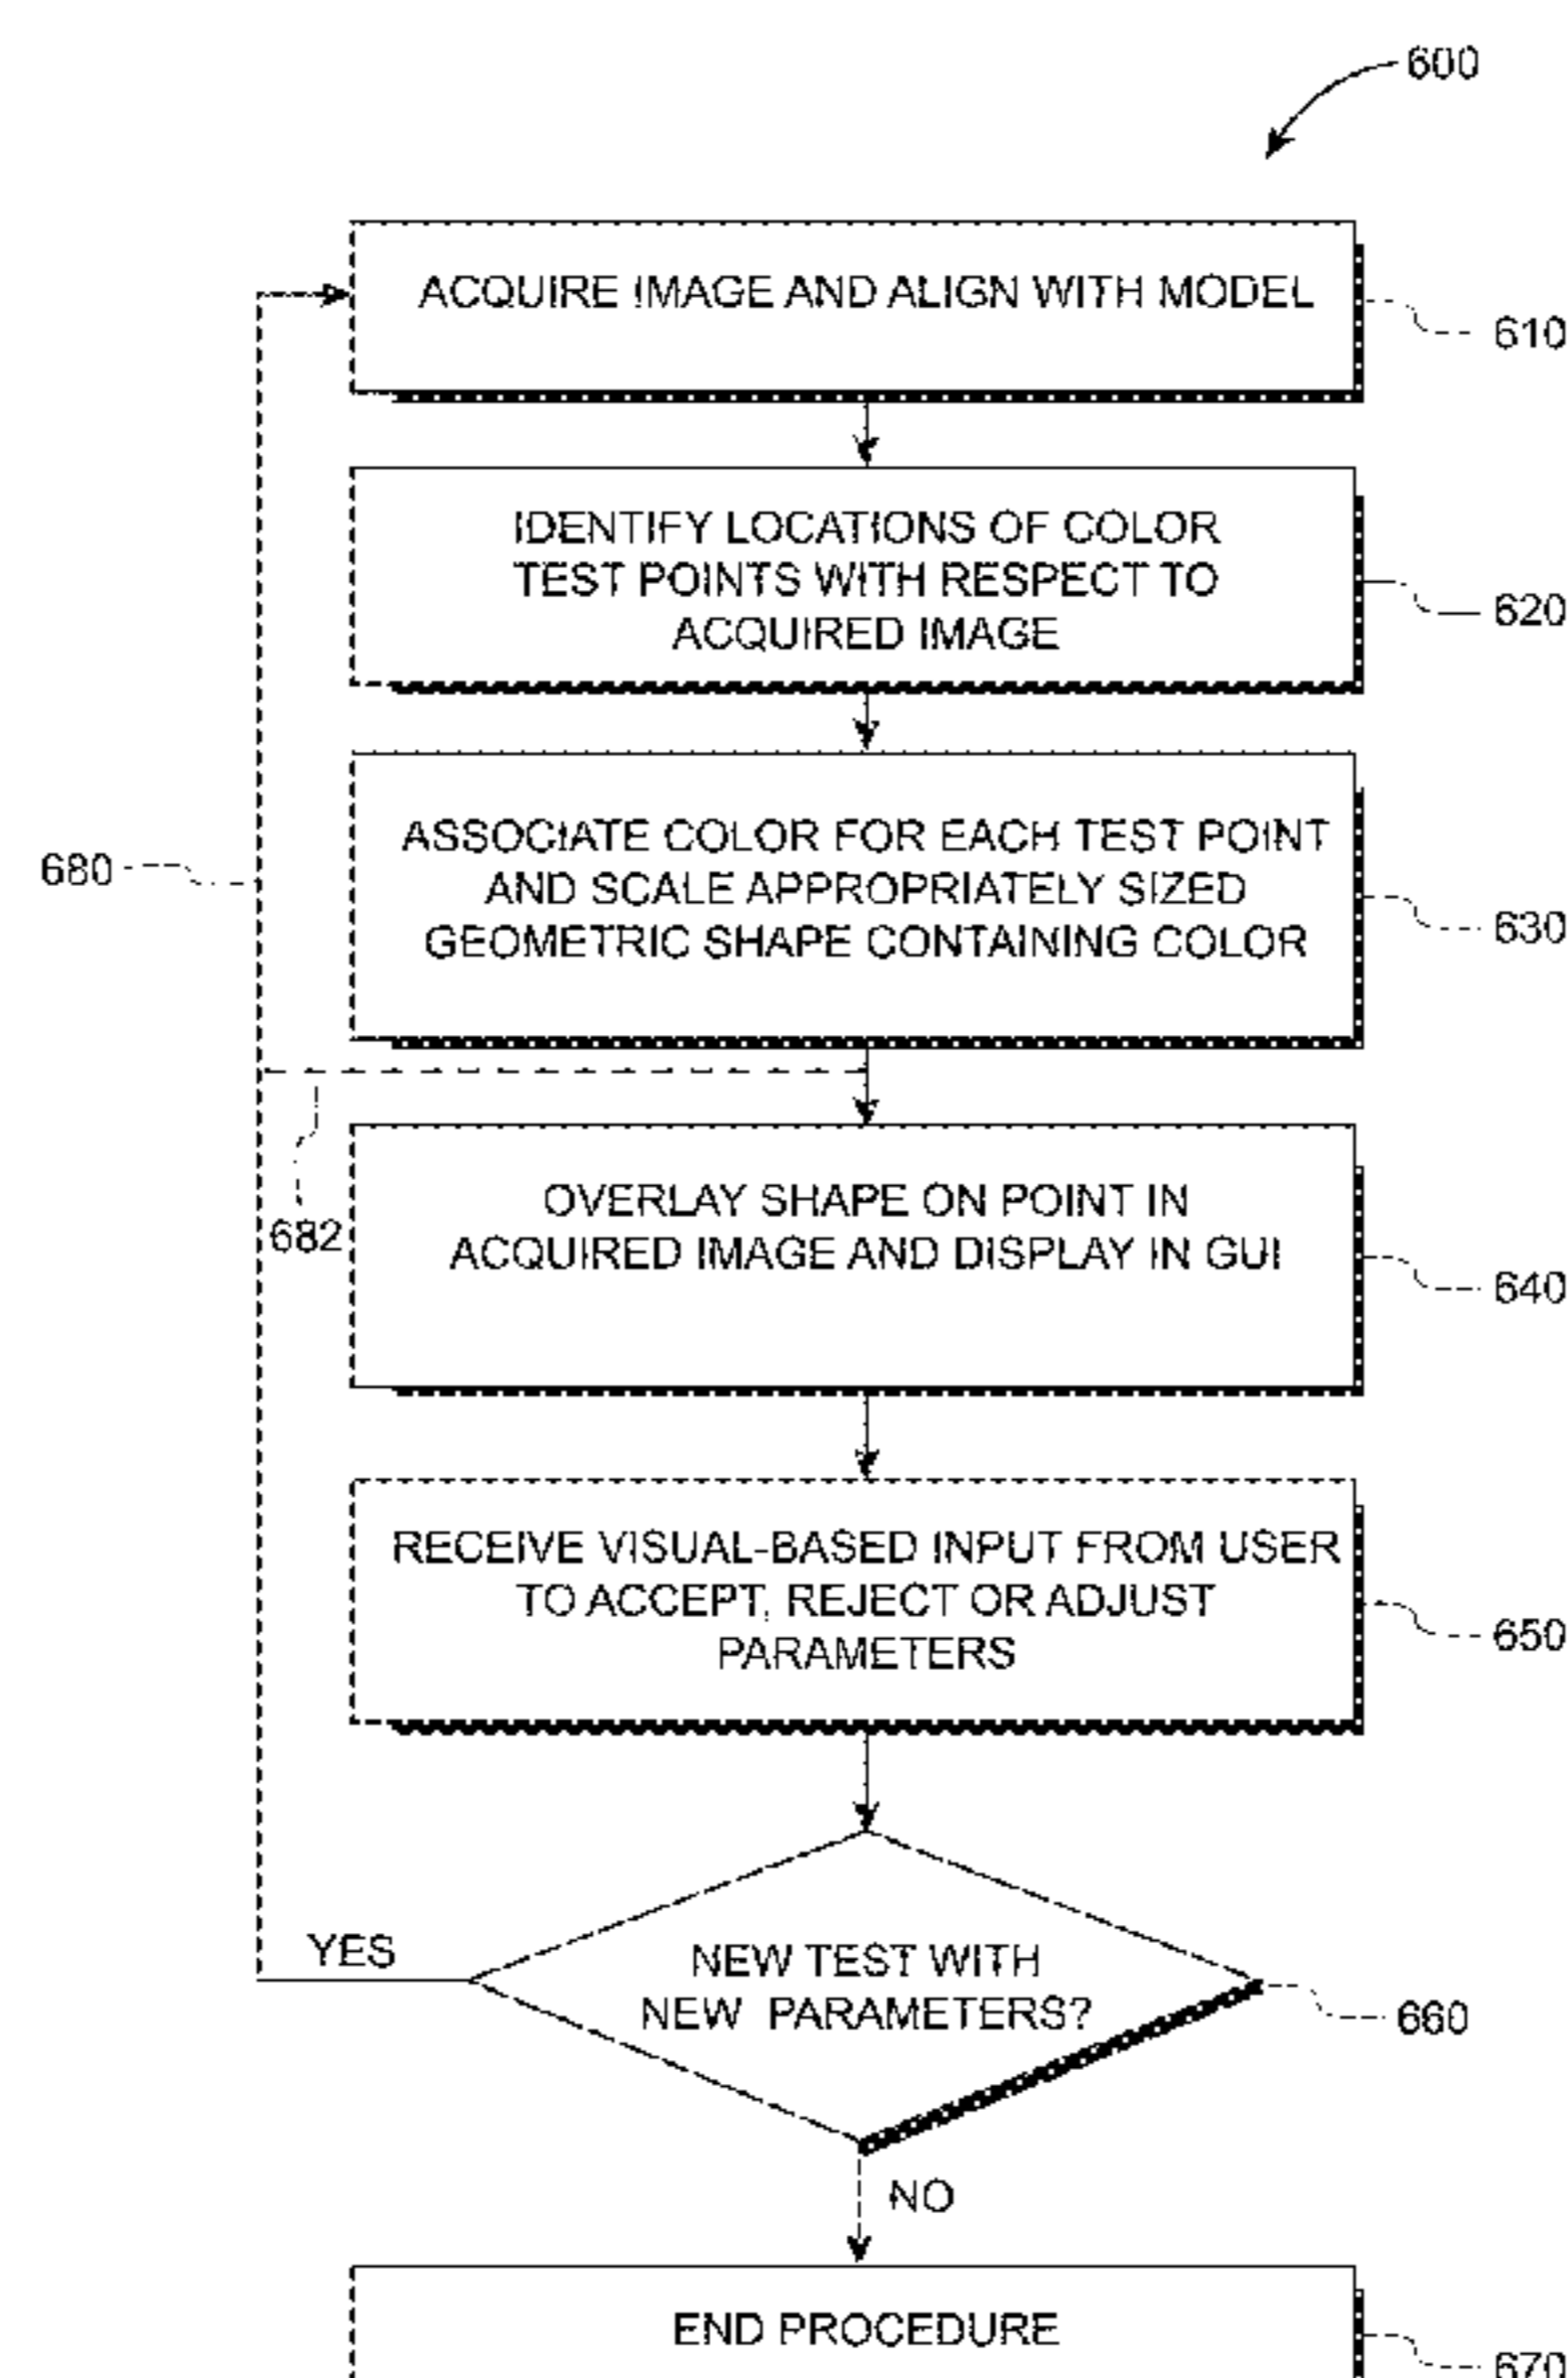 600
ACQUIRE IMAGE AND ALIGN WITH MODEL
610
IDENTIFY LOCATIONS OF COLOR
TEST POINTS WITH RESPECT TO
ACQUIRED IMAGE
620
ASSOCIATE COLOR FOR EACH TEST POINT
AND SCALE APPROPRIATELY SIZED
GEOMETRIC SHAPE CONTAINING COLOR
630
680
682
OVERLAY SHAPE ON POINT IN
ACQUIRED IMAGE AND DISPLAY IN GUI
640
RECEIVE VISUAL-BASED INPUT FROM USER
TO ACCEPT, REJECT OR ADJUST
PARAMETERS
650
YES
NEW TEST WITH
NEW PARAMETERS?
660
NO
END PROCEDURE
670